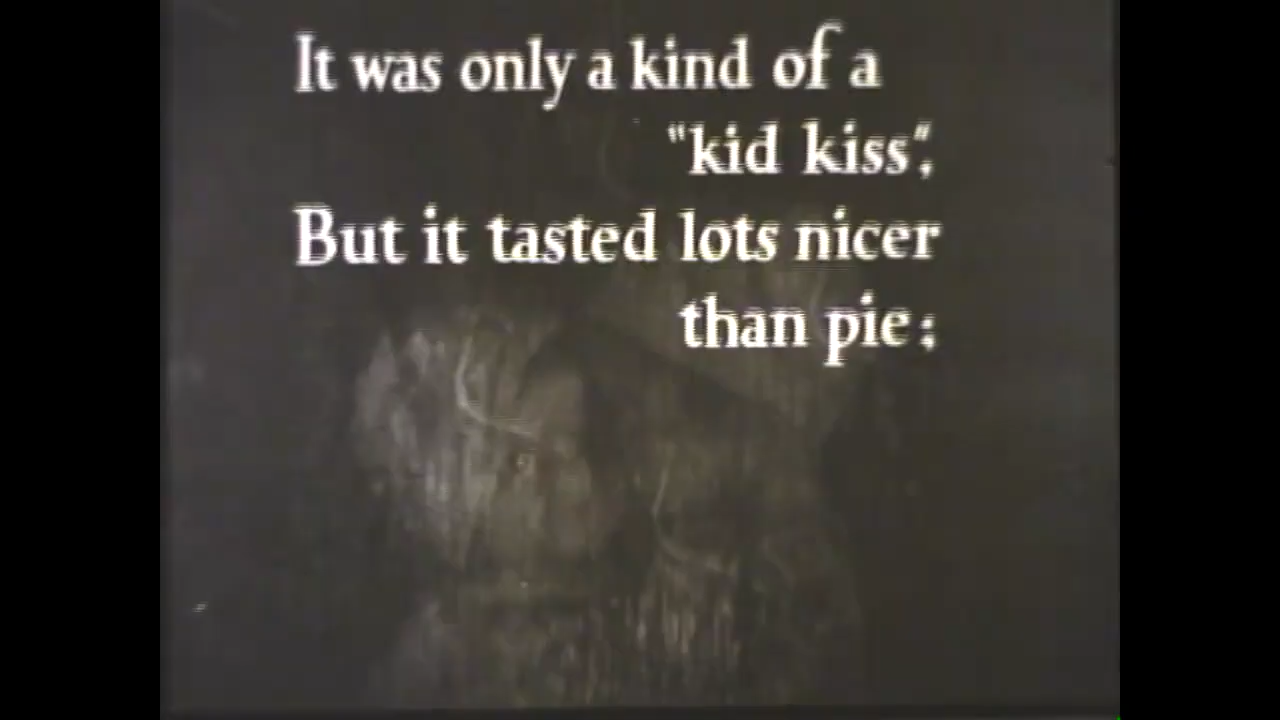 It was only a kind of a
"kid kiss",
But it tasted lots nicer
than pie;